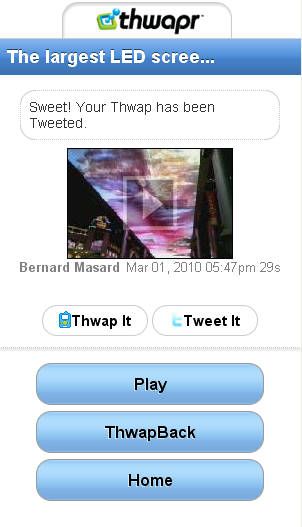 thwapr
The largest LED scree...
Sweet! Your Thwap has been
Tweeted.
Bernard Masard Mar 01, 2010 05:47pm 29s
Thwap It
Tweet It
Play
ThwapBack
Home